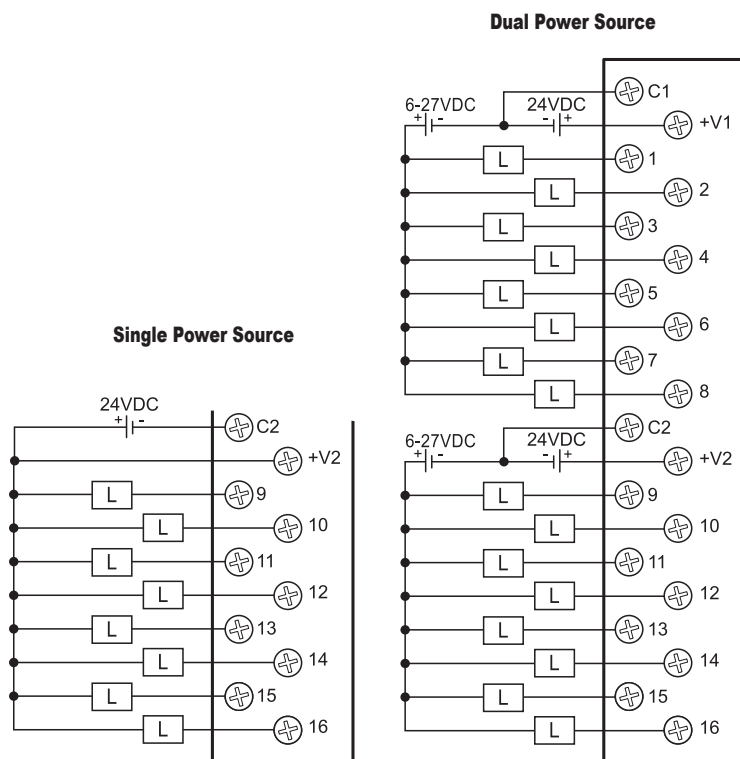 Dual Power Source
C1
6-27VDC 24VDC
+ - - +
+V1
L 1
L 2
L 3
L 4
L 5
L 6
L 7
L 8
C2
6-27VDC 24VDC
+ - - +
+V2
L 9
L 10
L 11
L 12
L 13
L 14
L 15
L 16
Single Power Source
24VDC
+ -
C2
+V2
L 9
L 10
L 11
L 12
L 13
L 14
L 15
L 16